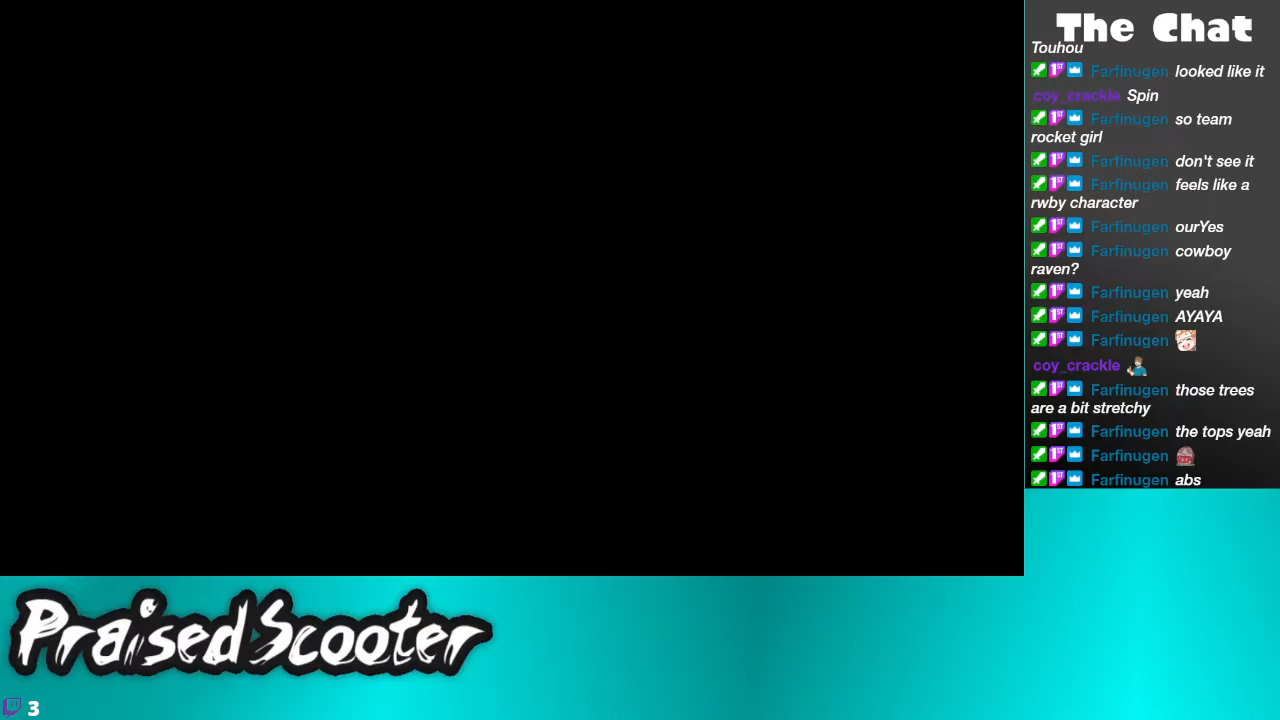 The Chat
Touhou
Farfinugen looked like it
coy_crackle Spin
Farfinugen so team
rocket girl
Farfinugen don't see it
Farfinugen feels like a
rwby character
Farfinugen ourYes
Farfinugen cowboy
raven?
Farfinugen yeah
Farfinugen AYAYA
Farfinugen
coy_crackle
Farfinugen those trees
are a bit stretchy
Farfinugen the tops yeah
Farfinugen
Farfinugen abs
PraisedScooter
3